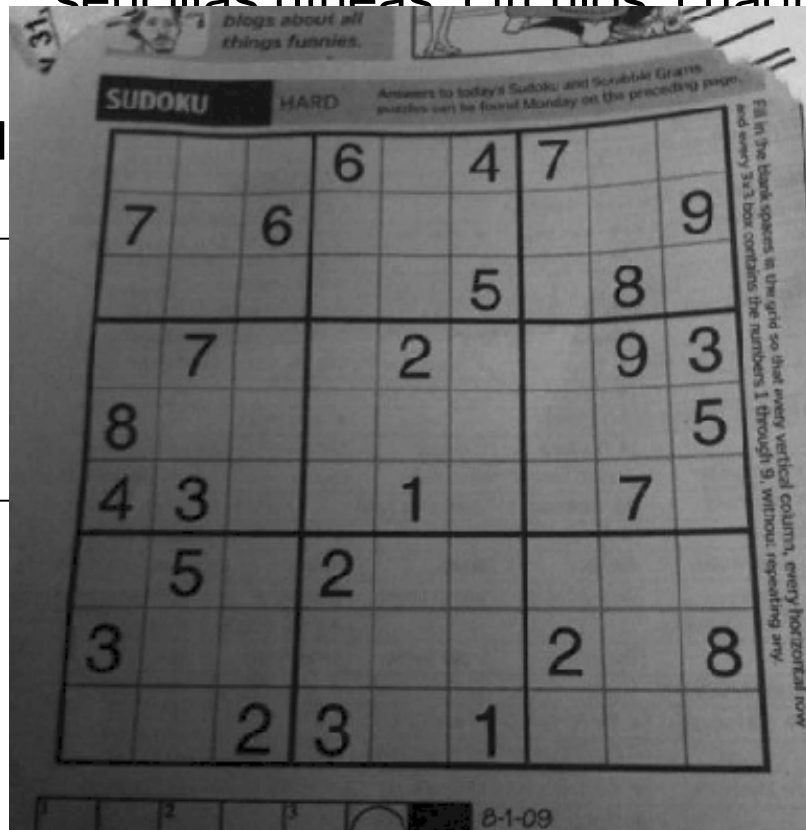 blogs about all
things funnies.
SUDOKU HARD Answers to today's Sudoku and Scrabble Grams
puzzles can be found Monday on the preceding page.
6 4 7
7 6 9
5 8
7 2 9 3
8 5
4 3 1 7
5 2
3 2 8
2 3 1
Fill in the blank spaces in the grid so that every vertical column, every horizontal row
and every 3x3 box contains the numbers 1 through 9, without repeating any.
1 2 3
8-1-09